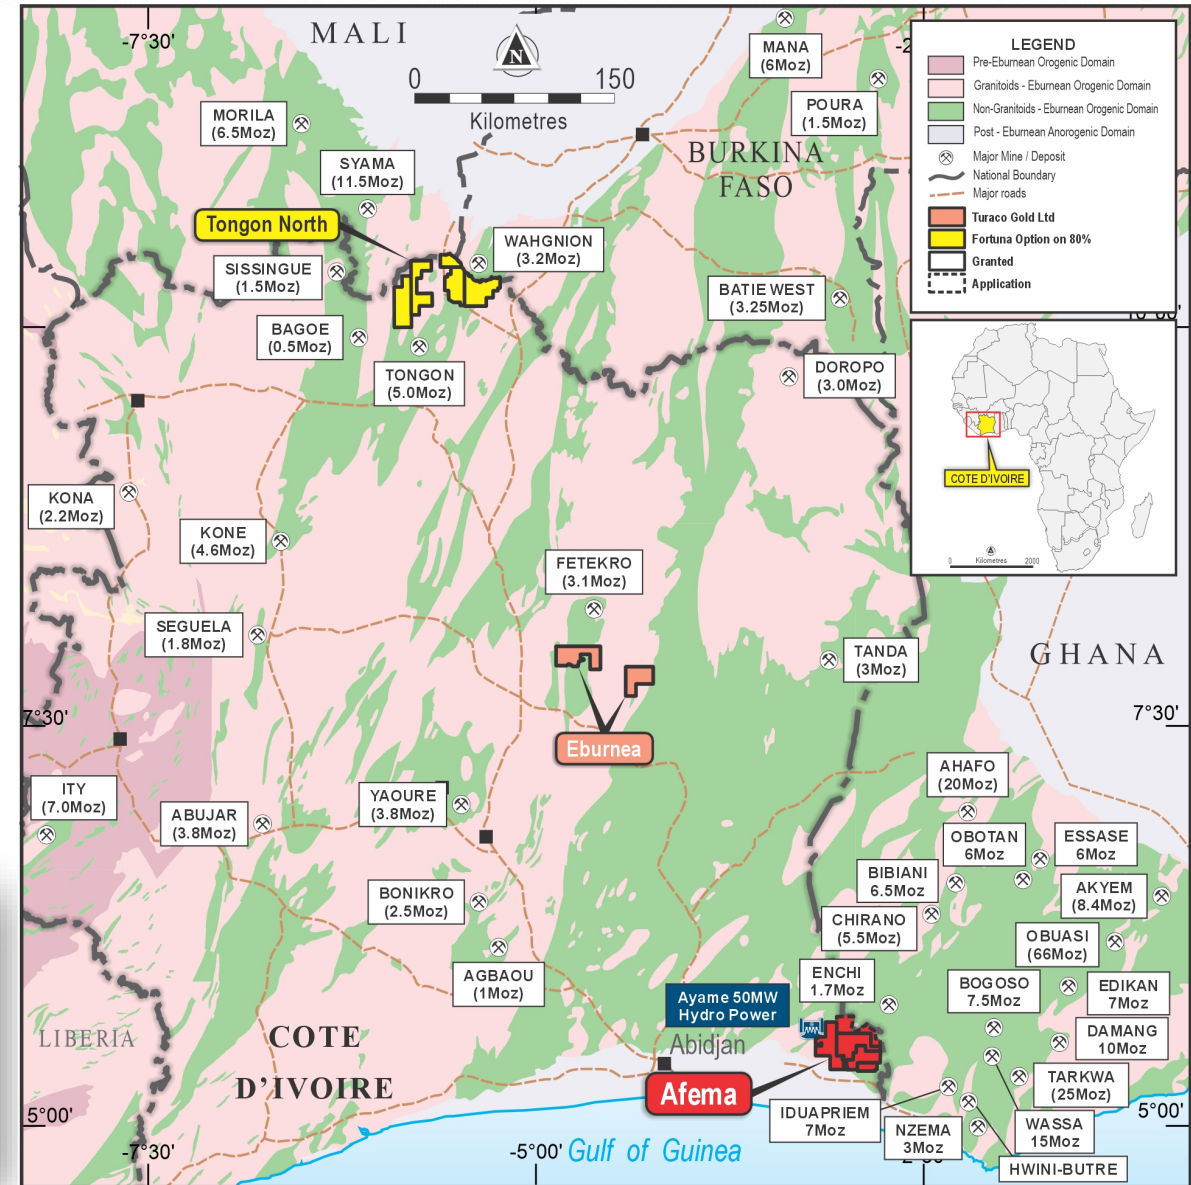 -7°30'
MALI
N
0 150
Kilometres
MANA
(6Moz)
POURA
(1.5Moz)
-2
LEGEND
Pre-Eburnean Orogenic Domain
Granitoids - Eburnean Orogenic Domain
Non-Granitoids - Eburnean Orogenic Domain
Post - Eburnean Anorogenic Domain
Major Mine / Deposit
National Boundary
Major roads
Turaco Gold Ltd
Fortuna Option on 80%
Granted
Application
MORILA
(6.5Moz)
SYAMA
(11.5Moz)
BURKINA
FASO
Tongon North
WAHGNION
(3.2Moz)
SISSINGUE
(1.5Moz)
BATIE WEST
(3.25Moz)
10°00'
BAGOE
(0.5Moz)
TONGON
(5.0Moz)
DOROPO
(3.0Moz)
COTE D'IVOIRE
0 Kilometres 2000
KONA
(2.2Moz)
KONE
(4.6Moz)
FETEKRO
(3.1Moz)
SEGUELA
(1.8Moz)
TANDA
(3Moz)
GHANA
7°30'
7°30'
Eburnea
ITY
(7.0Moz)
ABUJAR
(3.8Moz)
YAOURE
(3.8Moz)
AHAFO
(20Moz)
OBOTAN
6Moz
ESSASE
6Moz
BIBIANI
6.5Moz
AKYEM
(8.4Moz)
BONIKRO
(2.5Moz)
CHIRANO
(5.5Moz)
OBUASI
(66Moz)
AGBAOU
(1Moz)
ENCHI
1.7Moz
BOGOSO
7.5Moz
EDIKAN
7Moz
Ayame 50MW
Hydro Power
LIBERIA
COTE
D'IVOIRE
Abidjan
DAMANG
10Moz
Afema
TARKWA
(25Moz)
5°00'
5°00'
IDUAPRIEM
7Moz
NZEMA
3Moz
WASSA
15Moz
HWINI-BUTRE
-7°30'
-5°00'
Gulf of Guinea